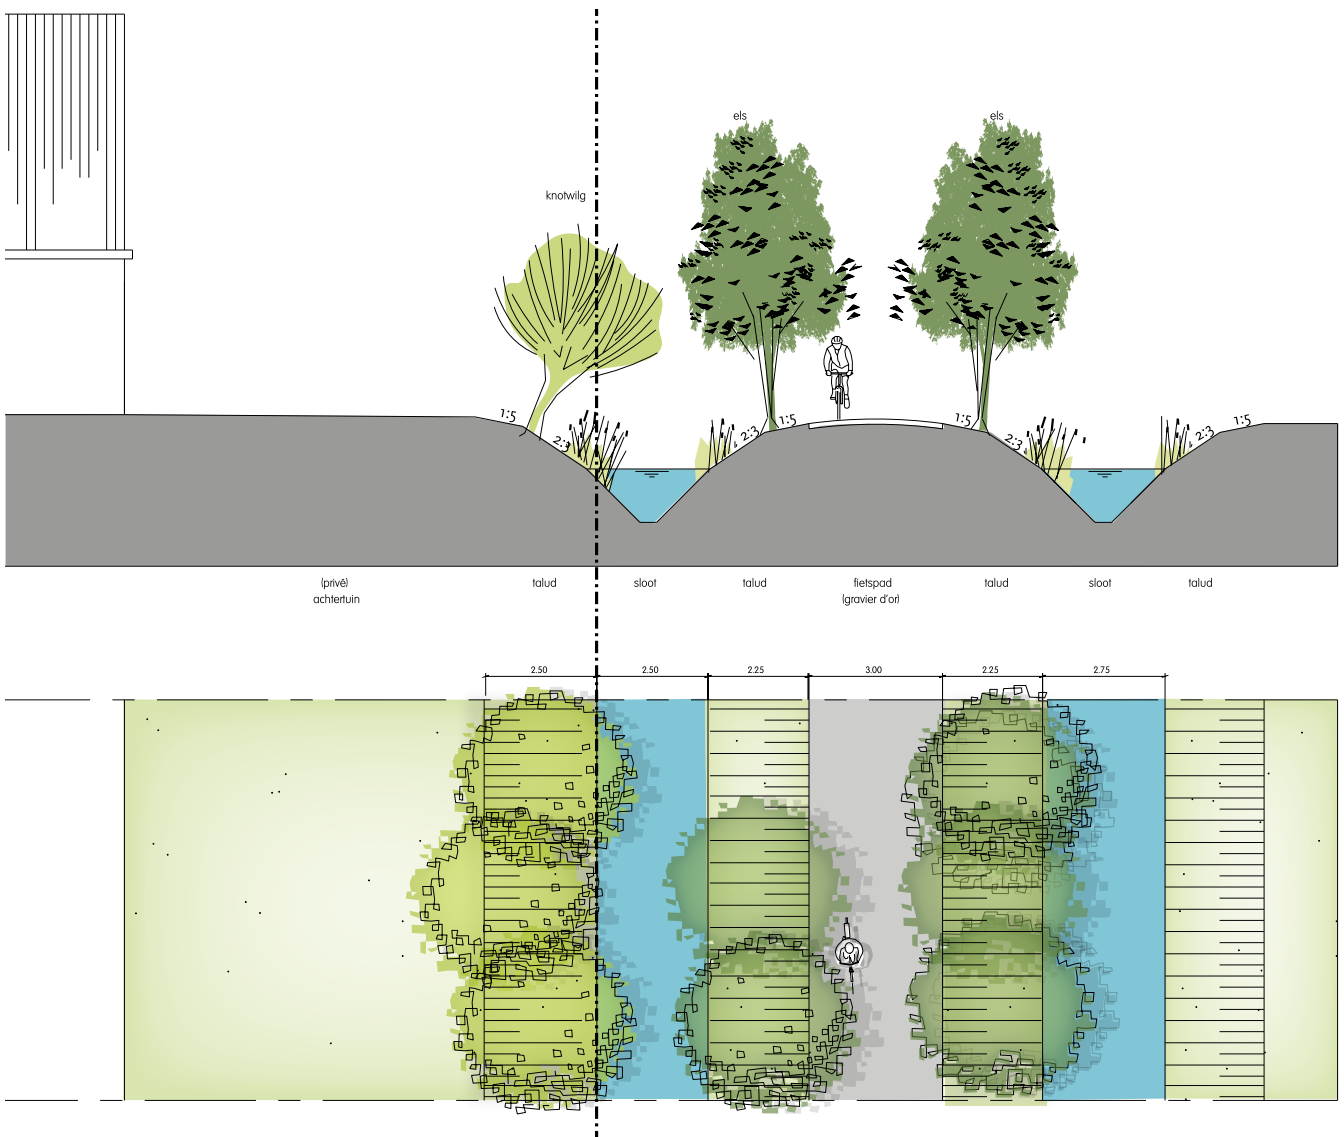 els
els
knotwilg
1:5
2:3
2:3
1:5
1:5
2:3
2:3
1:5
(privé)
achtertuin
talud
sloot
talud
fietspad
(gravier d'or)
talud
sloot
talud
2.50
2.50
2.25
3.00
2.25
2.75